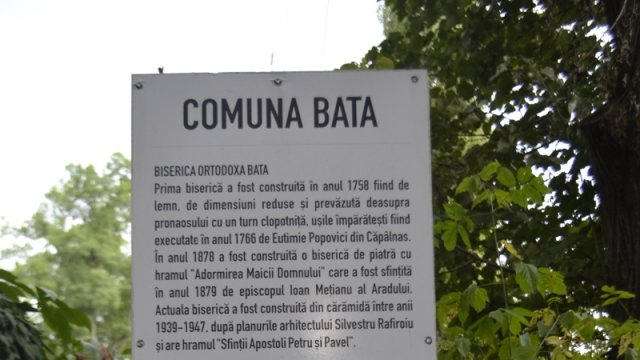 COMUNA BATA
BISERICA ORTODOXA BATA
Prima biserică a fost construită în anul 1758 fiind de
lemn, de dimensiuni reduse și prevăzută deasupra
pronaosului cu un turn clopotniță, ușile împărătești fiind
executate în anul 1766 de Eutimie Popovici din Căpâlnas.
În anul 1878 a fost construită o biserică de piatră cu
hramul "Adormirea Maicii Domnului" care a fost sfințită
în anul 1879 de episcopul Ioan Mețianu al Aradului.
Actuala biserică a fost construită din cărămidă între anii
1939-1947, după planurile arhitectului Silvestru Rafiroiu
și are hramul "Sfinții Apostoli Petru și Pavel".